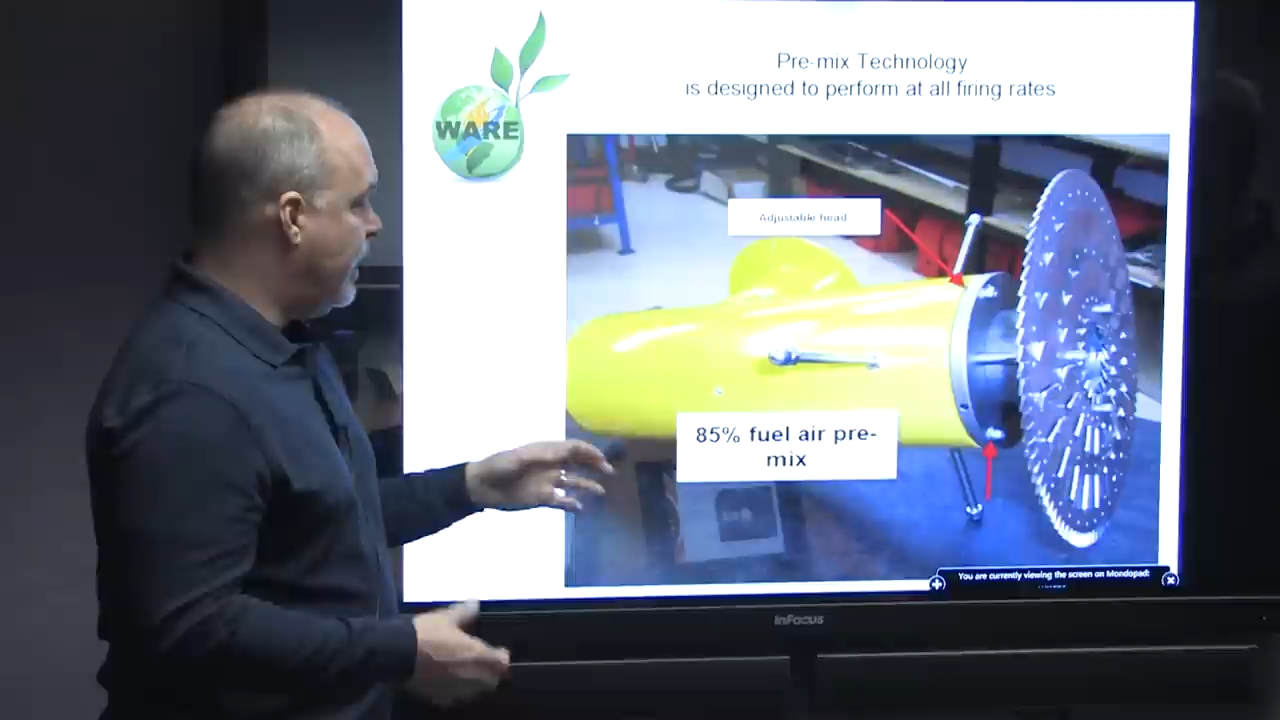 Pre-mix Technology
is designed to perform at all firing rates
WARE
Adjustable head
85% fuel air pre-
mix
You are currently viewing the screen on Mondopad:
InFocus